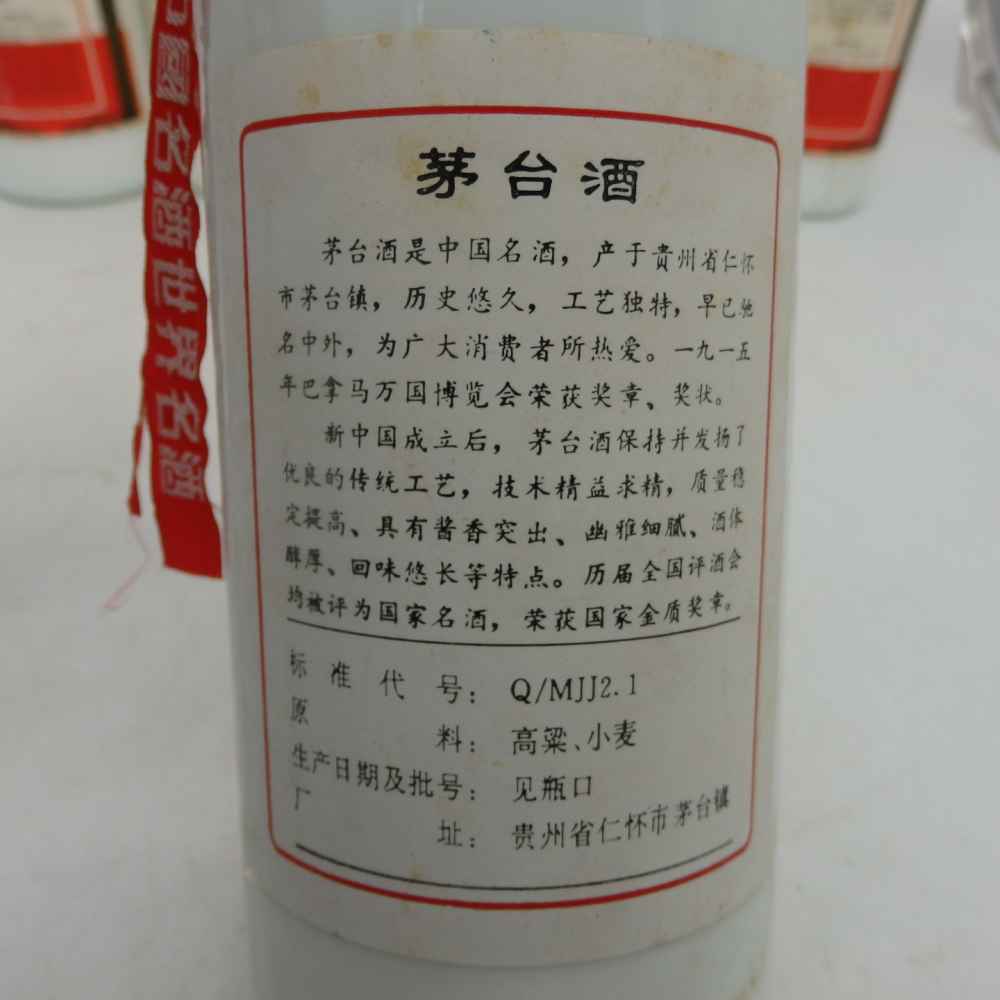 茅台酒
茅台酒是中国名酒，产于贵州省仁怀
市茅台镇，历史悠久，工艺独特，早已驰
名中外，为广大消费者所热爱。一九一五
年巴拿马万国博览会荣获奖章、奖状。
新中国成立后，茅台酒保持并发扬了
优良的传统工艺，技术精益求精，质量稳
定提高、具有酱香突出、幽雅细腻、酒体
醇厚、回味悠长等特点。历届全国评酒会
均被评为国家名酒，荣获国家金质奖章。
标准代号：Q/MJJ2.1
原料：高粱、小麦
生产日期及批号：见瓶口
厂址：贵州省仁怀市茅台镇
國名酒世界名酒